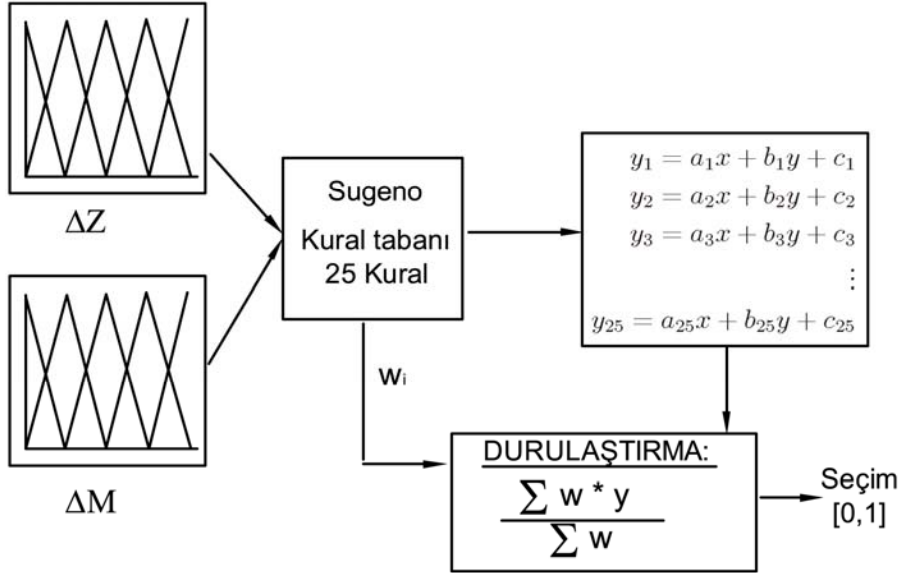 ΔZ
ΔM
Sugeno
Kural tabanı
25 Kural
wᵢ
y₁ = a₁x + b₁y + c₁
y₂ = a₂x + b₂y + c₂
y₃ = a₃x + b₃y + c₃
⋮
y₂₅ = a₂₅x + b₂₅y + c₂₅
DURULAŞTIRMA:
∑ w * y
∑ w
Seçim
[0,1]